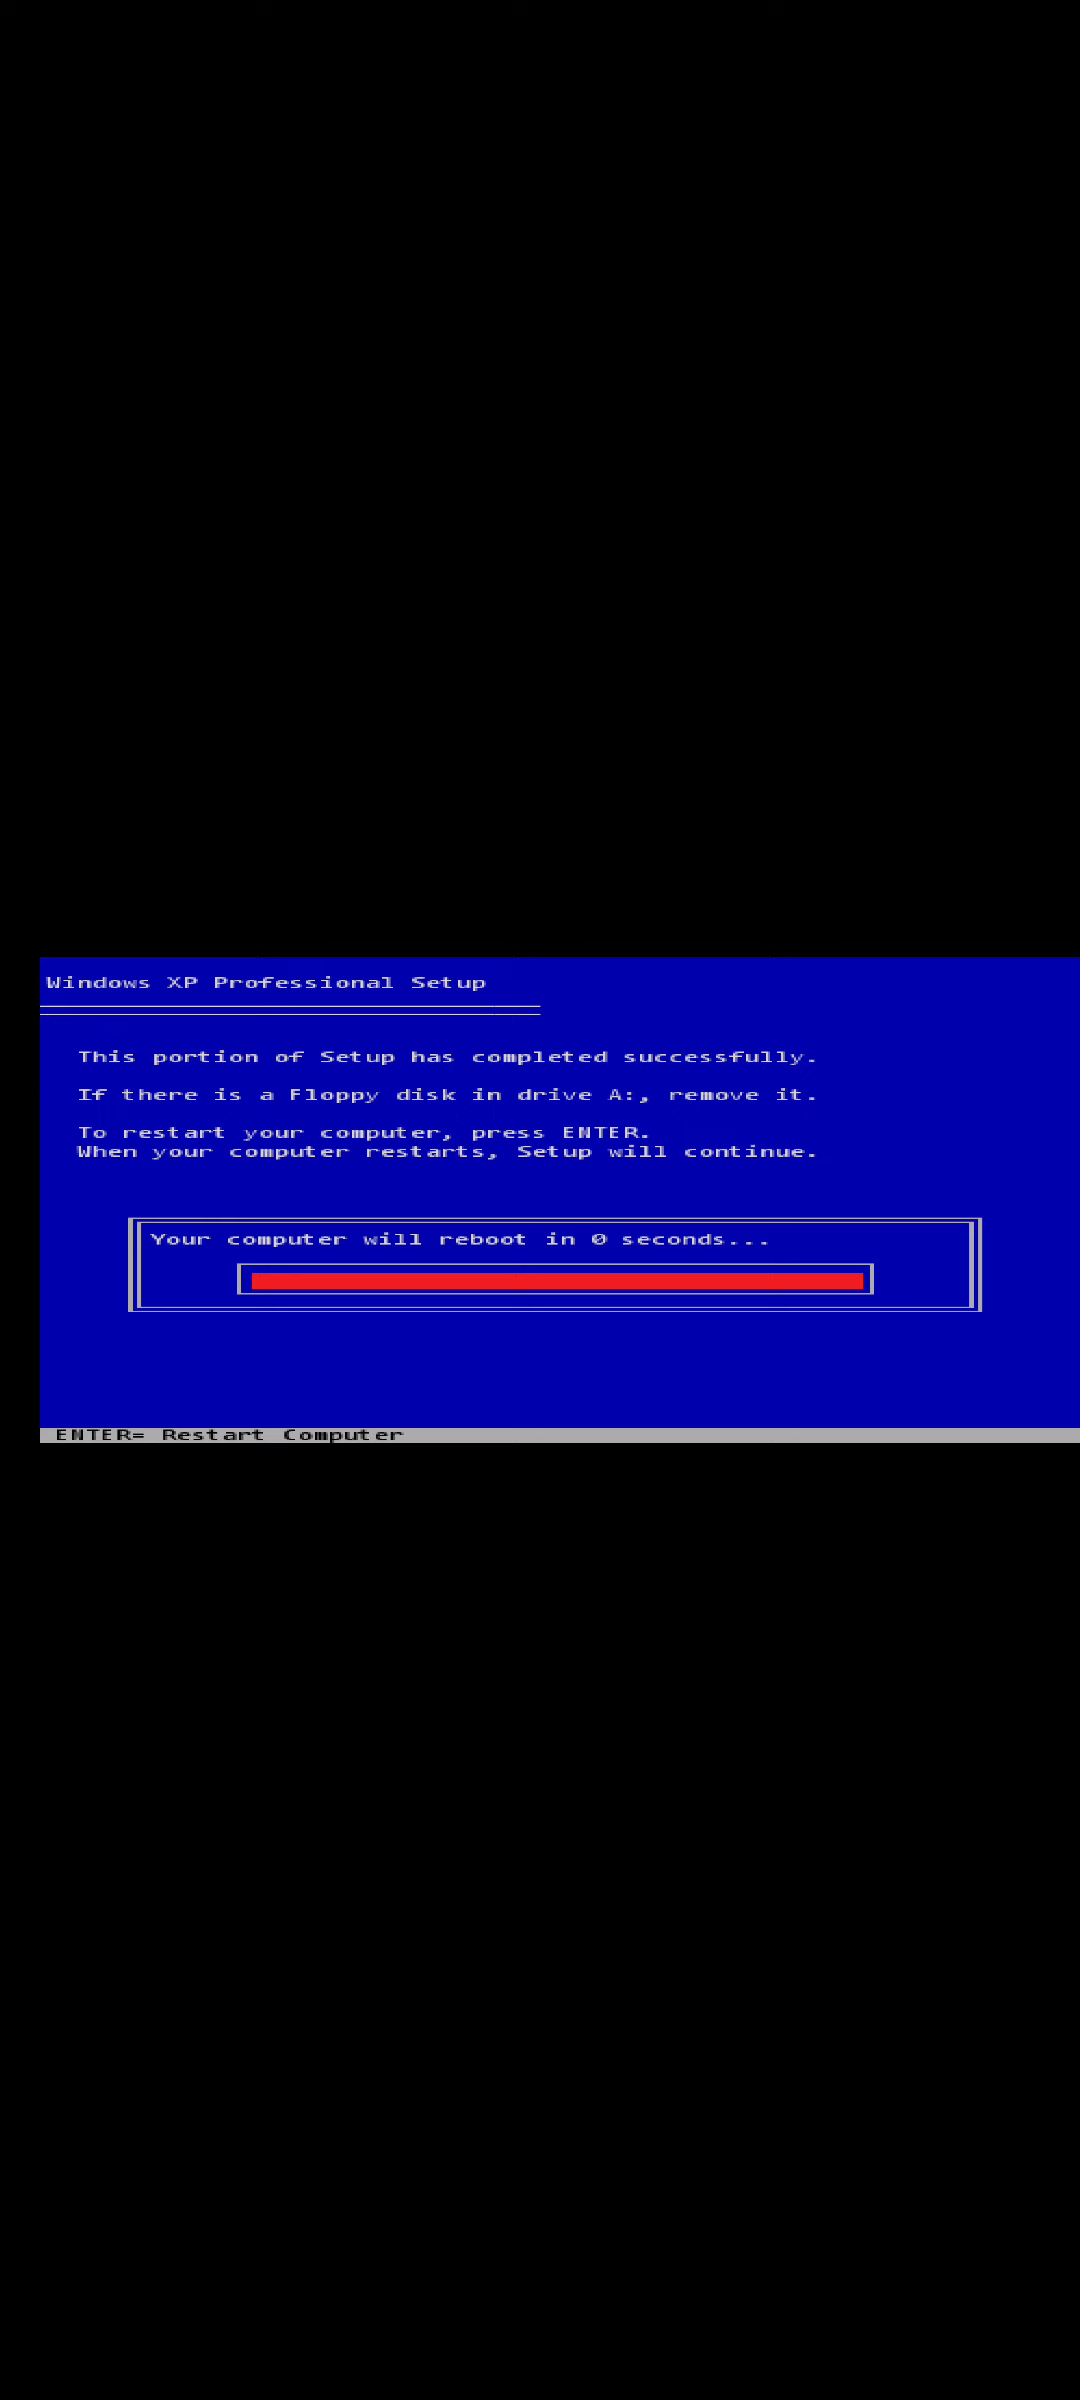 Windows XP Professional Setup
This portion of Setup has completed successfully.
If there is a Floppy disk in drive A:, remove it.
To restart your computer, press ENTER.
When your computer restarts, Setup will continue.
Your computer will reboot in 0 seconds...
ENTER= Restart Computer